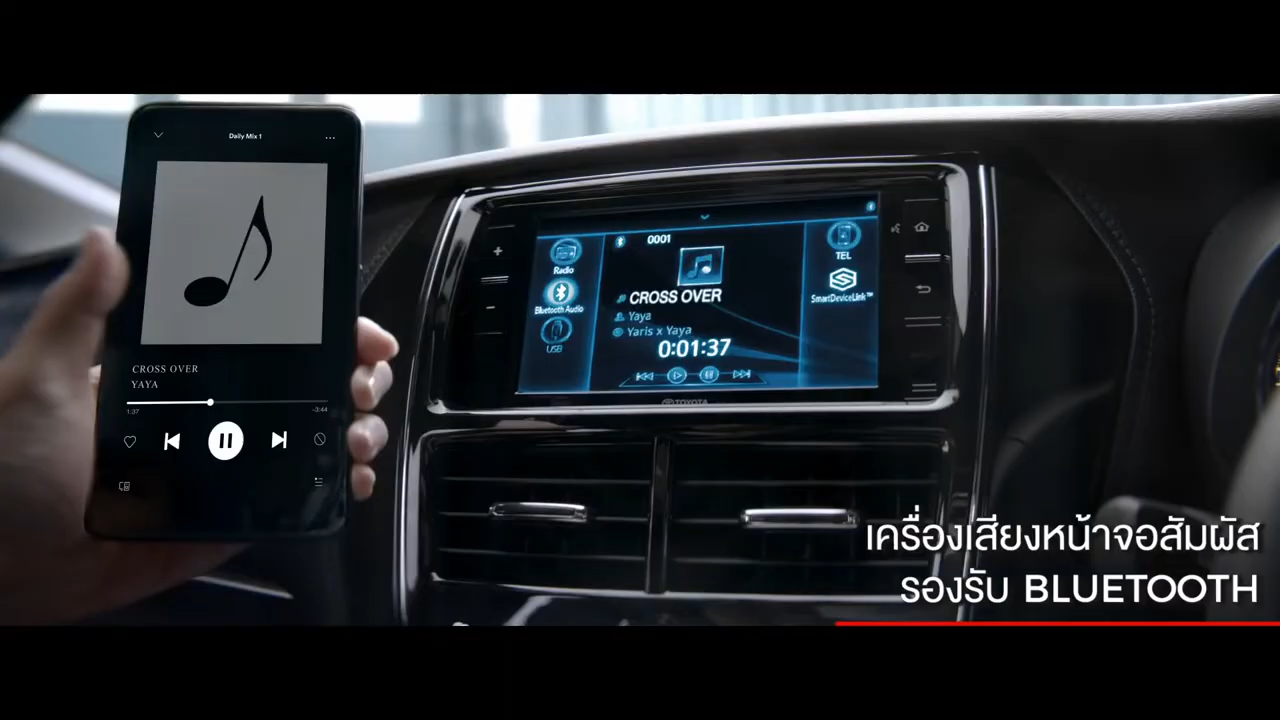 Daily Mix 1
CROSS OVER
YAYA
1:37
-3:44
0001
Radio
Bluetooth Audio
USB
CROSS OVER
Yaya
Yaris x Yaya
0:01:37
TEL
SmartDeviceLink™
TOYOTA
เครื่องเสียงหน้าจอสัมผัส
รองรับ BLUETOOTH